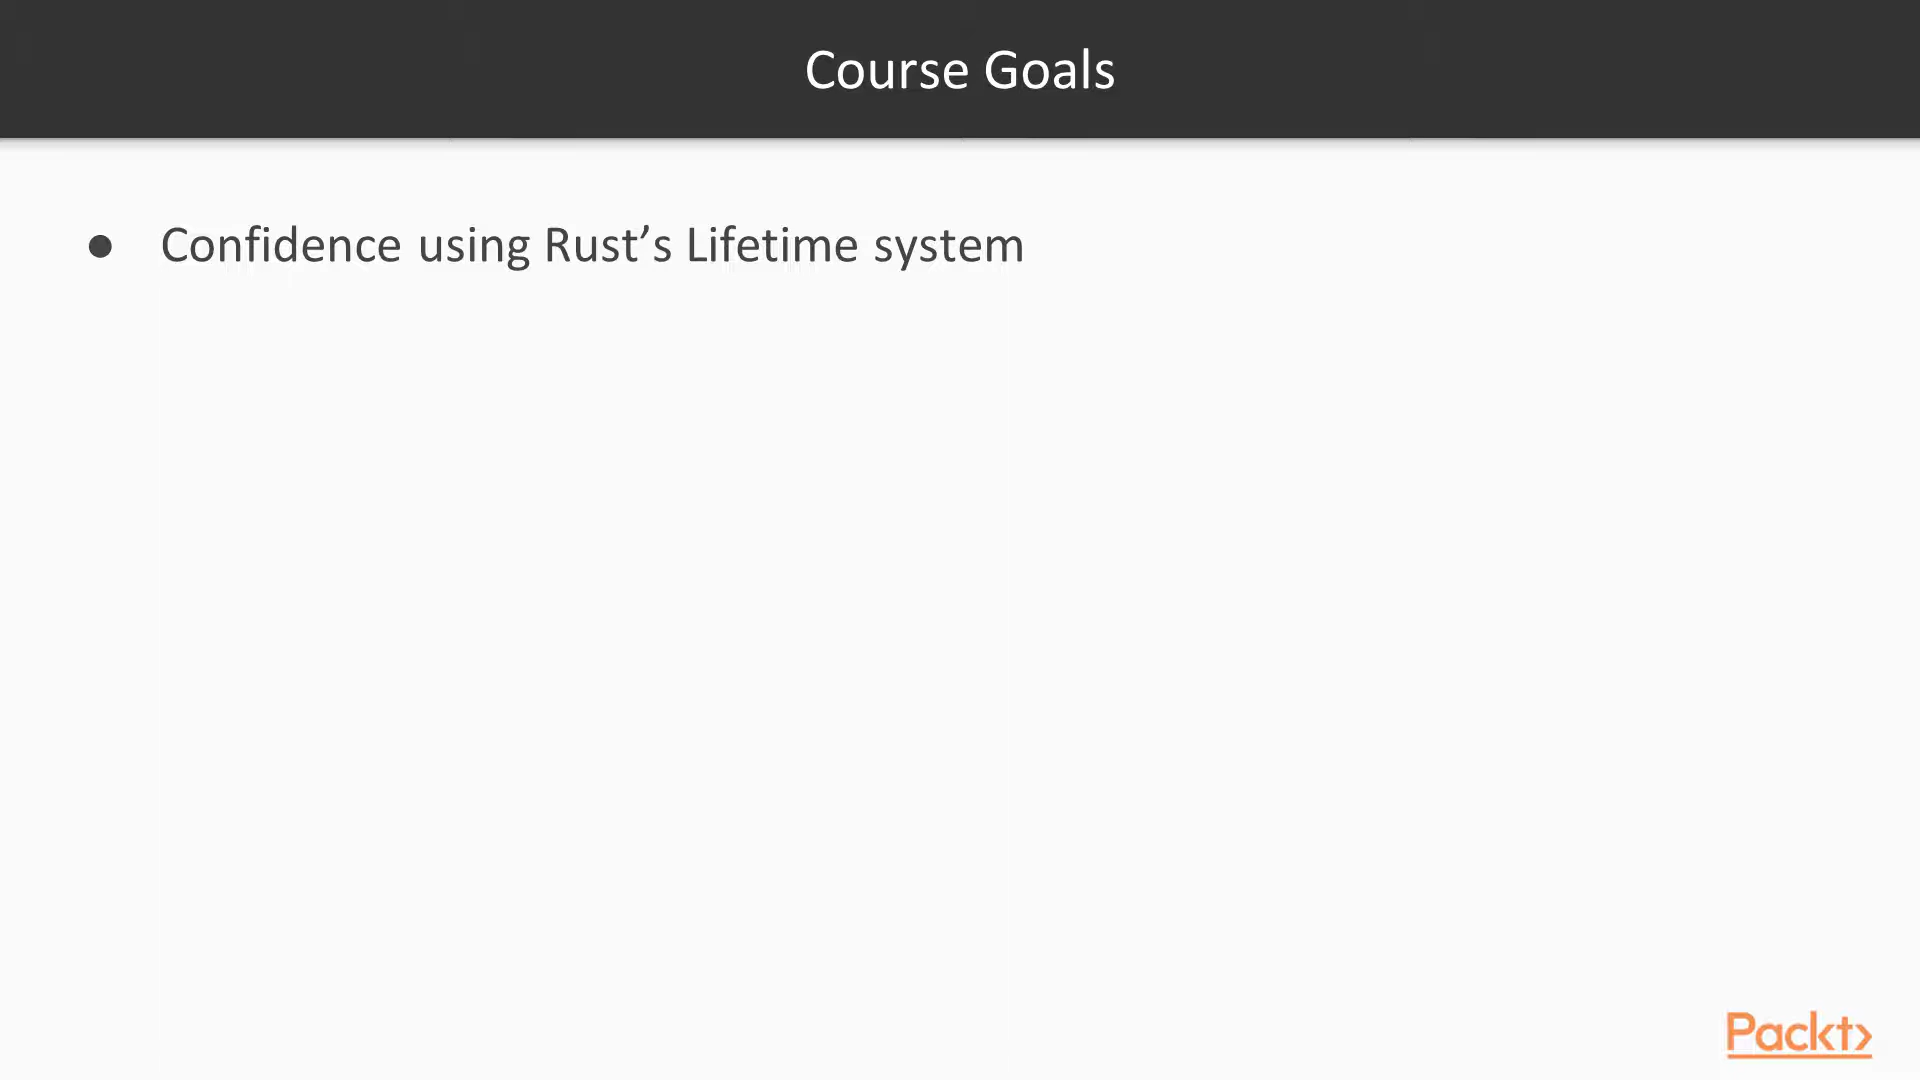 Course Goals
● Confidence using Rust’s Lifetime system
Packt>